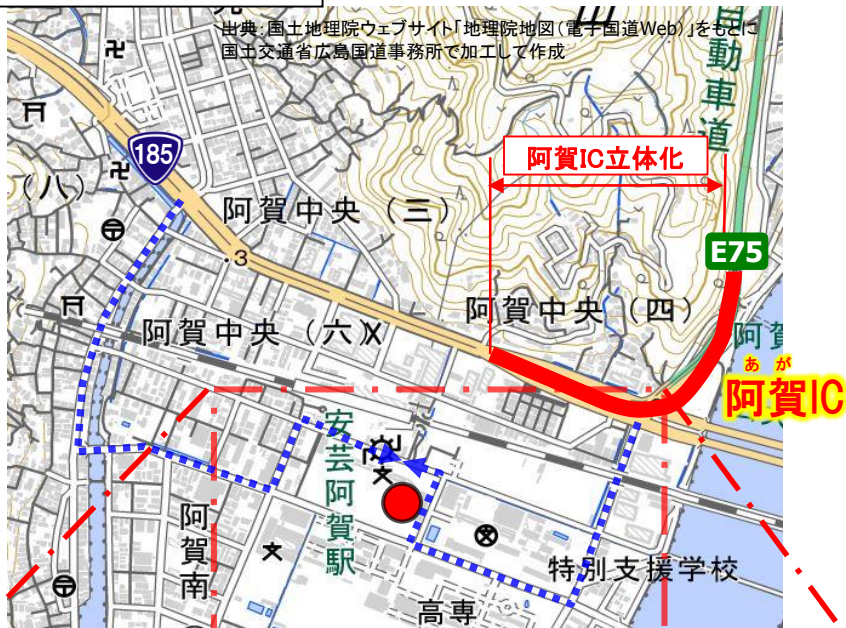 出典：国土地理院ウェブサイト「地理院地図(電子国道Web)」をもとに
国土交通省広島国道事務所で加工して作成
自動車道
185
阿賀IC立体化
(八)
阿賀中央 (三)
E75
.3
阿賀中央 (四)
阿賀中央 (六)
阿賀
あが
阿賀IC
安芸阿賀駅
阿賀南
特別支援学校
高専